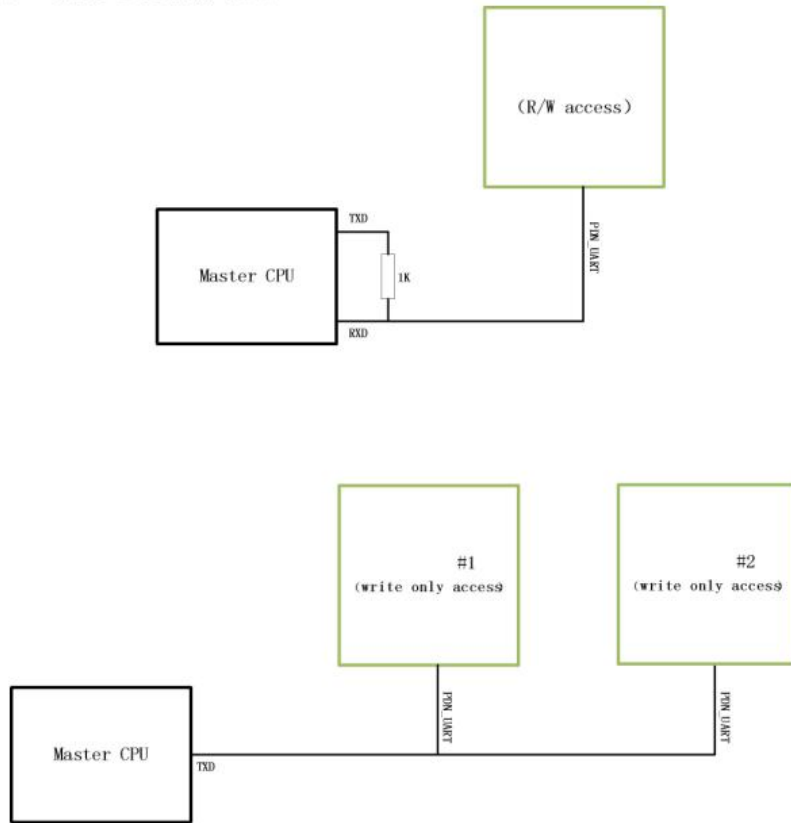 (R/W access)
TXD
PDN_UART
Master CPU
1K
RXD
#1
(write only access)
#2
(write only access)
PDN_UART
PDN_UART
Master CPU
TXD